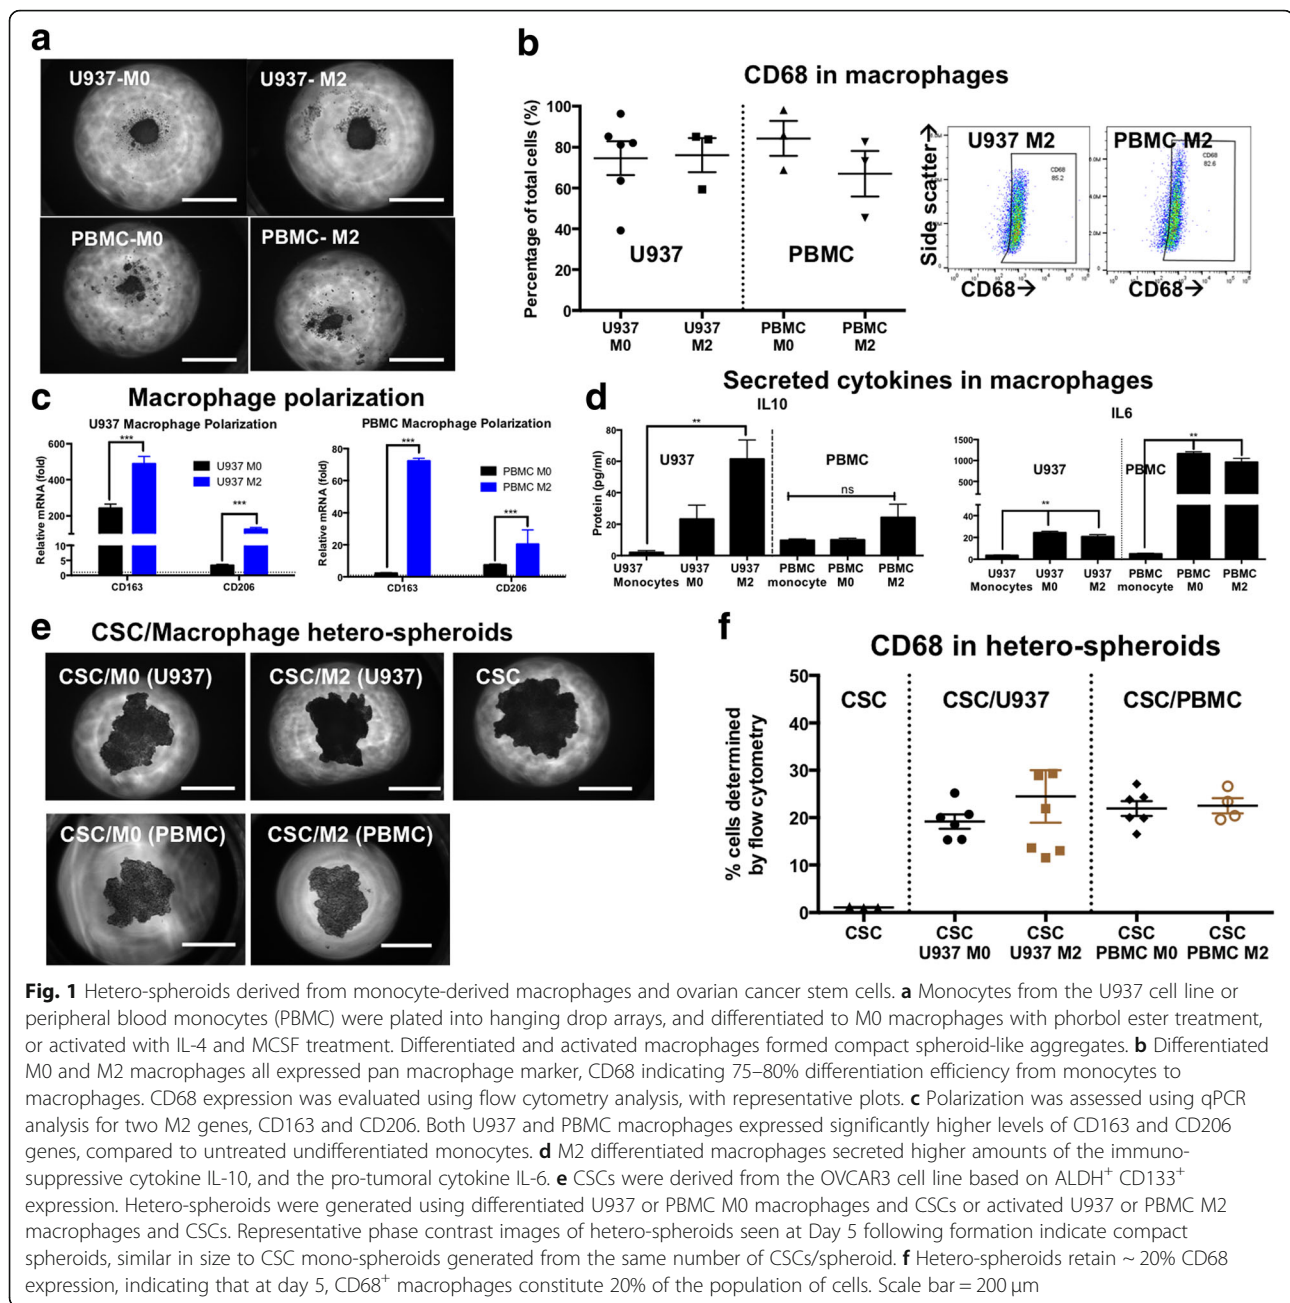 a
U937-M0
U937- M2
PBMC-M0
PBMC- M2
b
CD68 in macrophages
Percentage of total cells (%)
100
80
60
40
20
0
U937
PBMC
U937
M0
U937
M2
PBMC
M0
PBMC
M2
Side scatter→
U937 M2
CD68
85.2
CD68→
PBMC M2
CD68
82.6
CD68→
c
Macrophage polarization
U937 Macrophage Polarization
Relative mRNA (fold)
600
400
200
10
5
0
***
***
U937 M0
U937 M2
CD163
CD206
PBMC Macrophage Polarization
Relative mRNA (fold)
80
60
40
20
0
***
***
PBMC M0
PBMC M2
CD163
CD206
d
Secreted cytokines in macrophages
IL10
Protein (pg/ml)
80
60
40
20
0
**
U937
PBMC
ns
U937
Monocytes
U937
M0
U937
M2
PBMC
monocyte
PBMC
M0
PBMC
M2
IL6
1500
1000
500
40
20
0
U937
PBMC
**
**
U937
Monocytes
U937
M0
U937
M2
PBMC
monocyte
PBMC
M0
PBMC
M2
e
CSC/Macrophage hetero-spheroids
CSC/M0 (U937)
CSC/M2 (U937)
CSC
CSC/M0 (PBMC)
CSC/M2 (PBMC)
f
CD68 in hetero-spheroids
% cells determined
by flow cytometry
50
40
30
20
10
0
CSC
CSC/U937
CSC/PBMC
CSC
CSC
U937 M0
CSC
U937 M2
CSC
PBMC M0
CSC
PBMC M2
Fig. 1 Hetero-spheroids derived from monocyte-derived macrophages and ovarian cancer stem cells. a Monocytes from the U937 cell line or
peripheral blood monocytes (PBMC) were plated into hanging drop arrays, and differentiated to M0 macrophages with phorbol ester treatment,
or activated with IL-4 and MCSF treatment. Differentiated and activated macrophages formed compact spheroid-like aggregates. b Differentiated
M0 and M2 macrophages all expressed pan macrophage marker, CD68 indicating 75–80% differentiation efficiency from monocytes to
macrophages. CD68 expression was evaluated using flow cytometry analysis, with representative plots. c Polarization was assessed using qPCR
analysis for two M2 genes, CD163 and CD206. Both U937 and PBMC macrophages expressed significantly higher levels of CD163 and CD206
genes, compared to untreated undifferentiated monocytes. d M2 differentiated macrophages secreted higher amounts of the immuno-
suppressive cytokine IL-10, and the pro-tumoral cytokine IL-6. e CSCs were derived from the OVCAR3 cell line based on ALDH⁺ CD133⁺
expression. Hetero-spheroids were generated using differentiated U937 or PBMC M0 macrophages and CSCs or activated U937 or PBMC M2
macrophages and CSCs. Representative phase contrast images of hetero-spheroids seen at Day 5 following formation indicate compact
spheroids, similar in size to CSC mono-spheroids generated from the same number of CSCs/spheroid. f Hetero-spheroids retain ~ 20% CD68
expression, indicating that at day 5, CD68⁺ macrophages constitute 20% of the population of cells. Scale bar = 200 μm